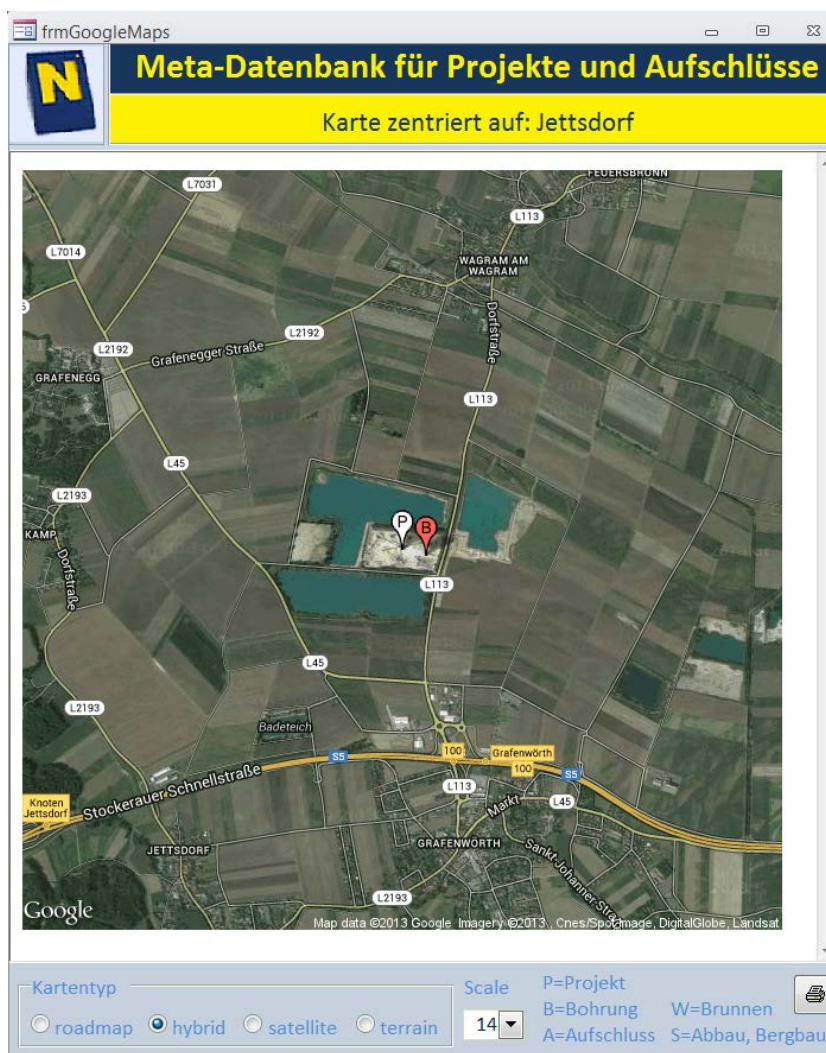 frmGoogleMaps
N
Meta-Datenbank für Projekte und Aufschlüsse
Karte zentriert auf: Jettsdorf
FEUERSBRUNN
L7031
L113
L7014
WAGRAM AM
WAGRAM
Dorfstraße
L2192
L2192
Grafenegger Straße
GRAFENEGG
L113
L45
L2193
P
B
KAMP
Dorfstraße
L113
L45
L2193
Badeteich
100
Grafenwörth
S5
100
S5
Stockerauer Schnellstraße
L113
Knoten
Jettsdorf
Markt
L45
JETTSDORF
GRAFENWÖRTH
Sankt-Johanner-Straße
L2193
Google
Map data ©2013 Google Imagery ©2013 , Cnes/Spot Image, DigitalGlobe, Landsat
Kartentyp
roadmap hybrid satellite terrain
Scale
14
P=Projekt
B=Bohrung W=Brunnen
A=Aufschluss S=Abbau, Bergbau